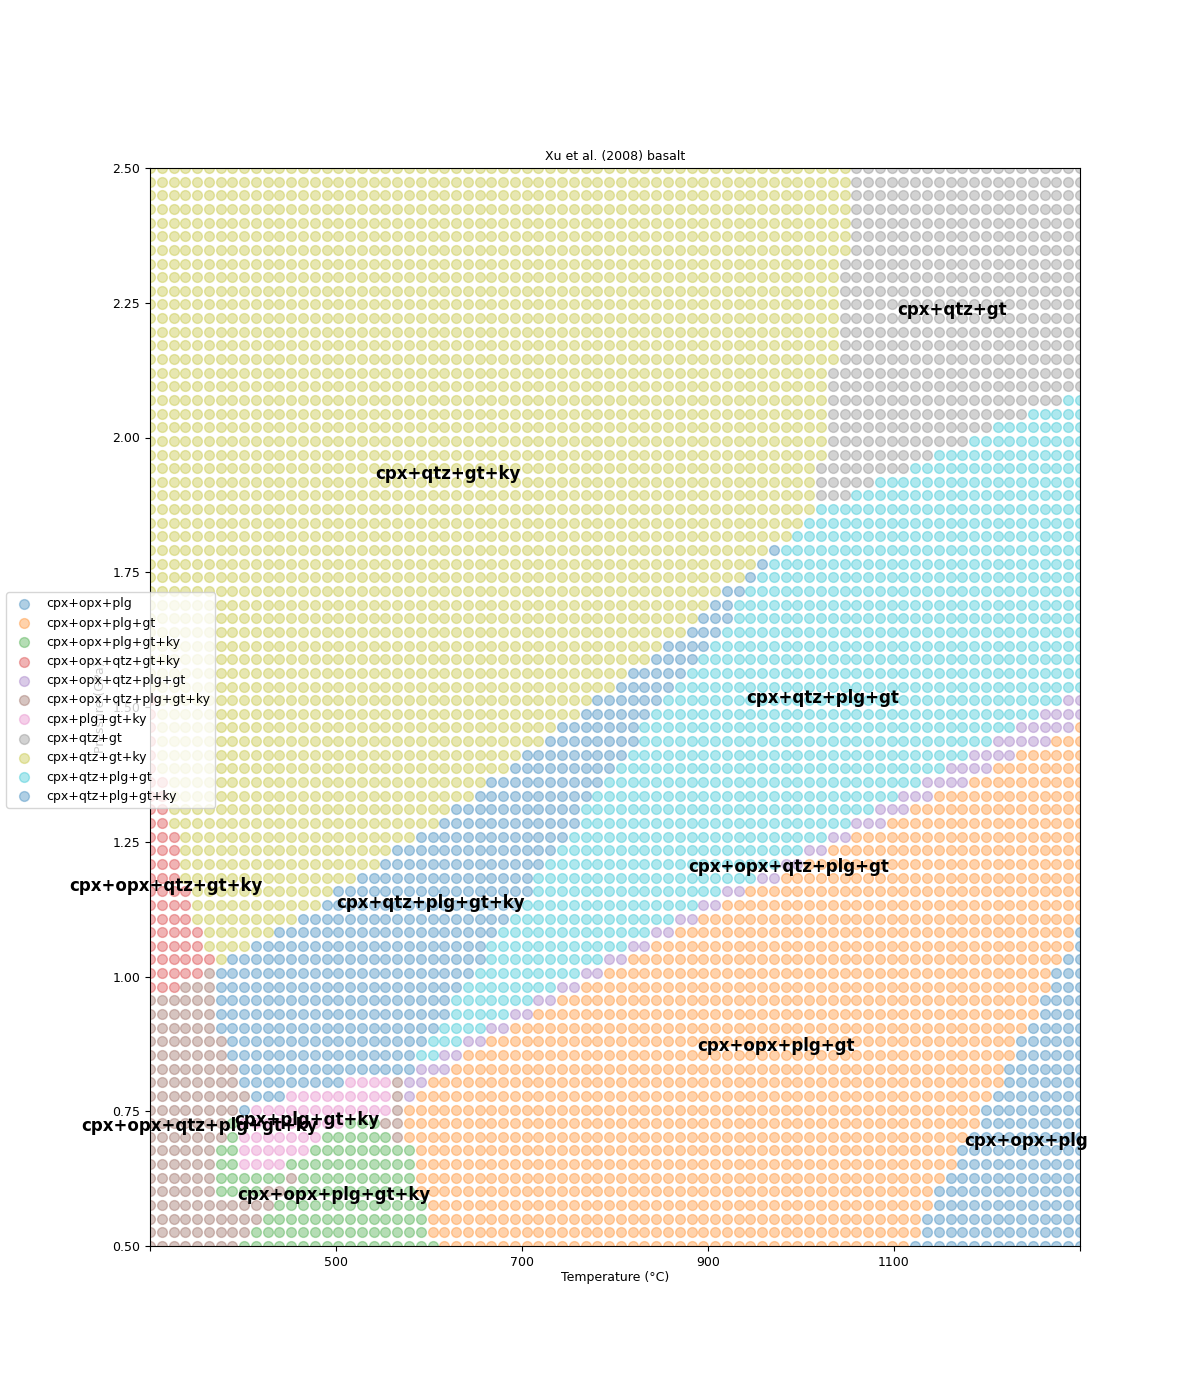 Xu et al. (2008) basalt
2.50
2.25
cpx+qtz+gt
2.00
cpx+qtz+gt+ky
1.75
cpx+opx+plg
cpx+opx+plg+gt
cpx+opx+plg+gt+ky
cpx+opx+qtz+gt+ky
cpx+opx+qtz+plg+gt
cpx+opx+qtz+plg+gt+ky
cpx+plg+gt+ky
cpx+qtz+gt
cpx+qtz+gt+ky
cpx+qtz+plg+gt
cpx+qtz+plg+gt+ky
1.50
cpx+qtz+plg+gt
1.25
cpx+opx+qtz+plg+gt
cpx+opx+qtz+gt+ky
cpx+qtz+plg+gt+ky
1.00
cpx+opx+plg+gt
0.75
cpx+plg+gt+ky
cpx+opx+qtz+plg+gt+ky
cpx+opx+plg
cpx+opx+plg+gt+ky
0.50
500 700 900 1100
Temperature (°C)